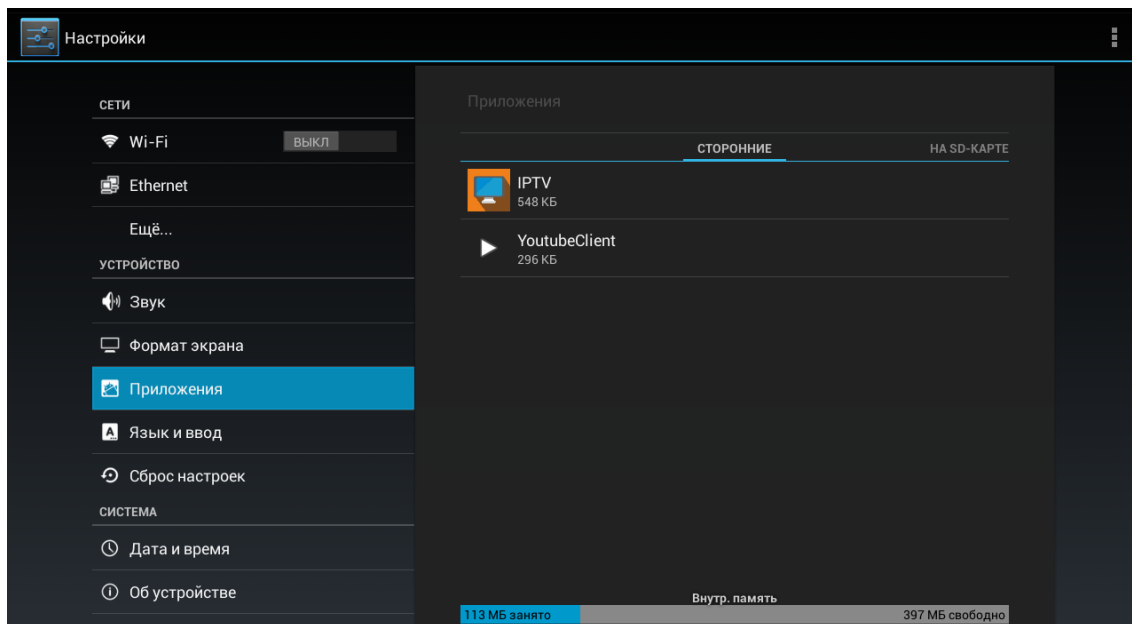 Настройки
СЕТИ
Wi-Fi
ВЫКЛ
Ethernet
Ещё...
УСТРОЙСТВО
Звук
Формат экрана
Приложения
Язык и ввод
Сброс настроек
СИСТЕМА
Дата и время
Об устройстве
Приложения
СТОРОННИЕ
НА SD-КАРТЕ
IPTV
548 КБ
YoutubeClient
296 КБ
Внутр. память
113 МБ занято
397 МБ свободно